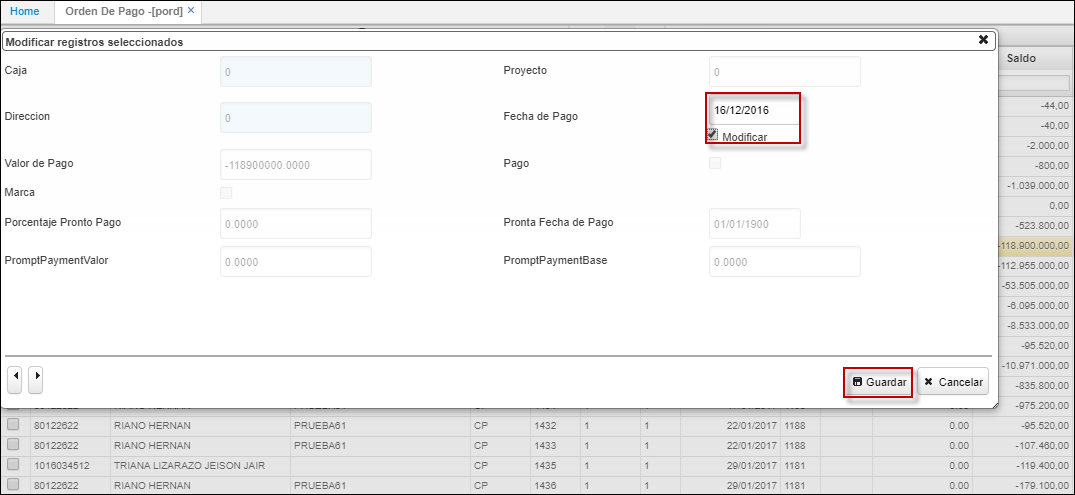 Home
Orden De Pago -[pord] ×
Modificar registros seleccionados
Saldo
Caja 0 Proyecto 0
Direccion 0 Fecha de Pago 16/12/2016
Modificar
Valor de Pago -118900000.0000 Pago
Marca
Porcentaje Pronto Pago 0.0000 Pronta Fecha de Pago 01/01/1900
PromptPaymentValor 0.0000 PromptPaymentBase 0.0000
-44,00
-40,00
-2.000,00
-800,00
-1.039.000,00
0,00
-523.800,00
-118.900.000,00
-112.955.000,00
-53.505.000,00
-6.095.000,00
-8.533.000,00
-95.520,00
-10.971.000,00
-835.800,00
Guardar Cancelar
-975.200,00
80122622 RIANO HERNAN PRUEBA61 CP 1432 1 1 22/01/2017 1188 0.00 -95.520,00
80122622 RIANO HERNAN PRUEBA61 CP 1433 1 1 22/01/2017 1188 0.00 -107.460,00
1016034512 TRIANA LIZARAZO JEISON JAIR CP 1435 1 1 29/01/2017 1181 0.00 -119.400,00
80122622 RIANO HERNAN PRUEBA61 CP 1436 1 1 29/01/2017 1181 0.00 -179.100,00